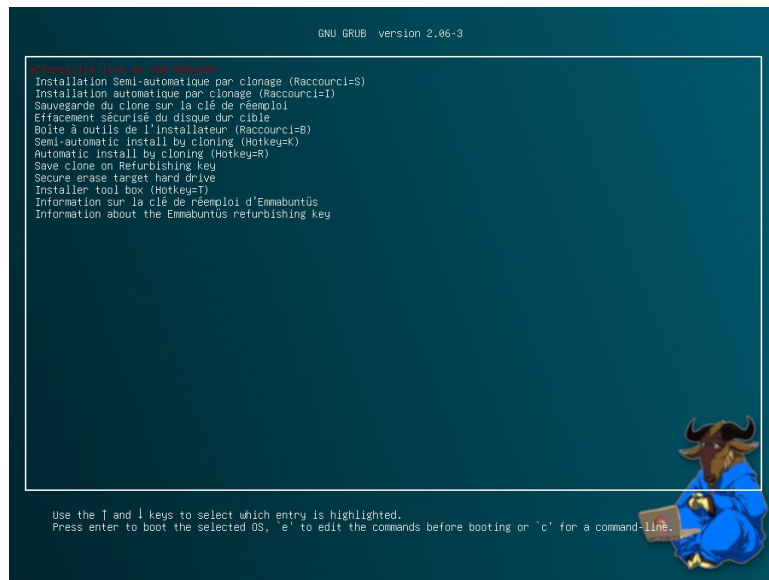 GNU GRUB version 2.06-3
*Clonezilla live on VGA 800x600
Installation Semi-automatique par clonage (Raccourci=S)
Installation automatique par clonage (Raccourci=I)
Sauvegarde du clone sur la clé de réemploi
Effacement sécurisé du disque dur cible
Boîte à outils de l'installateur (Raccourci=B)
Semi-automatic install by cloning (Hotkey=K)
Automatic install by cloning (Hotkey=R)
Save clone on Refurbishing key
Secure erase target hard drive
Installer tool box (Hotkey=T)
Information sur la clé de réemploi d'Emmabuntüs
Information about the Emmabuntüs refurbishing key
Use the ↑ and ↓ keys to select which entry is highlighted.
Press enter to boot the selected OS, `e' to edit the commands before booting or `c' for a command-line.